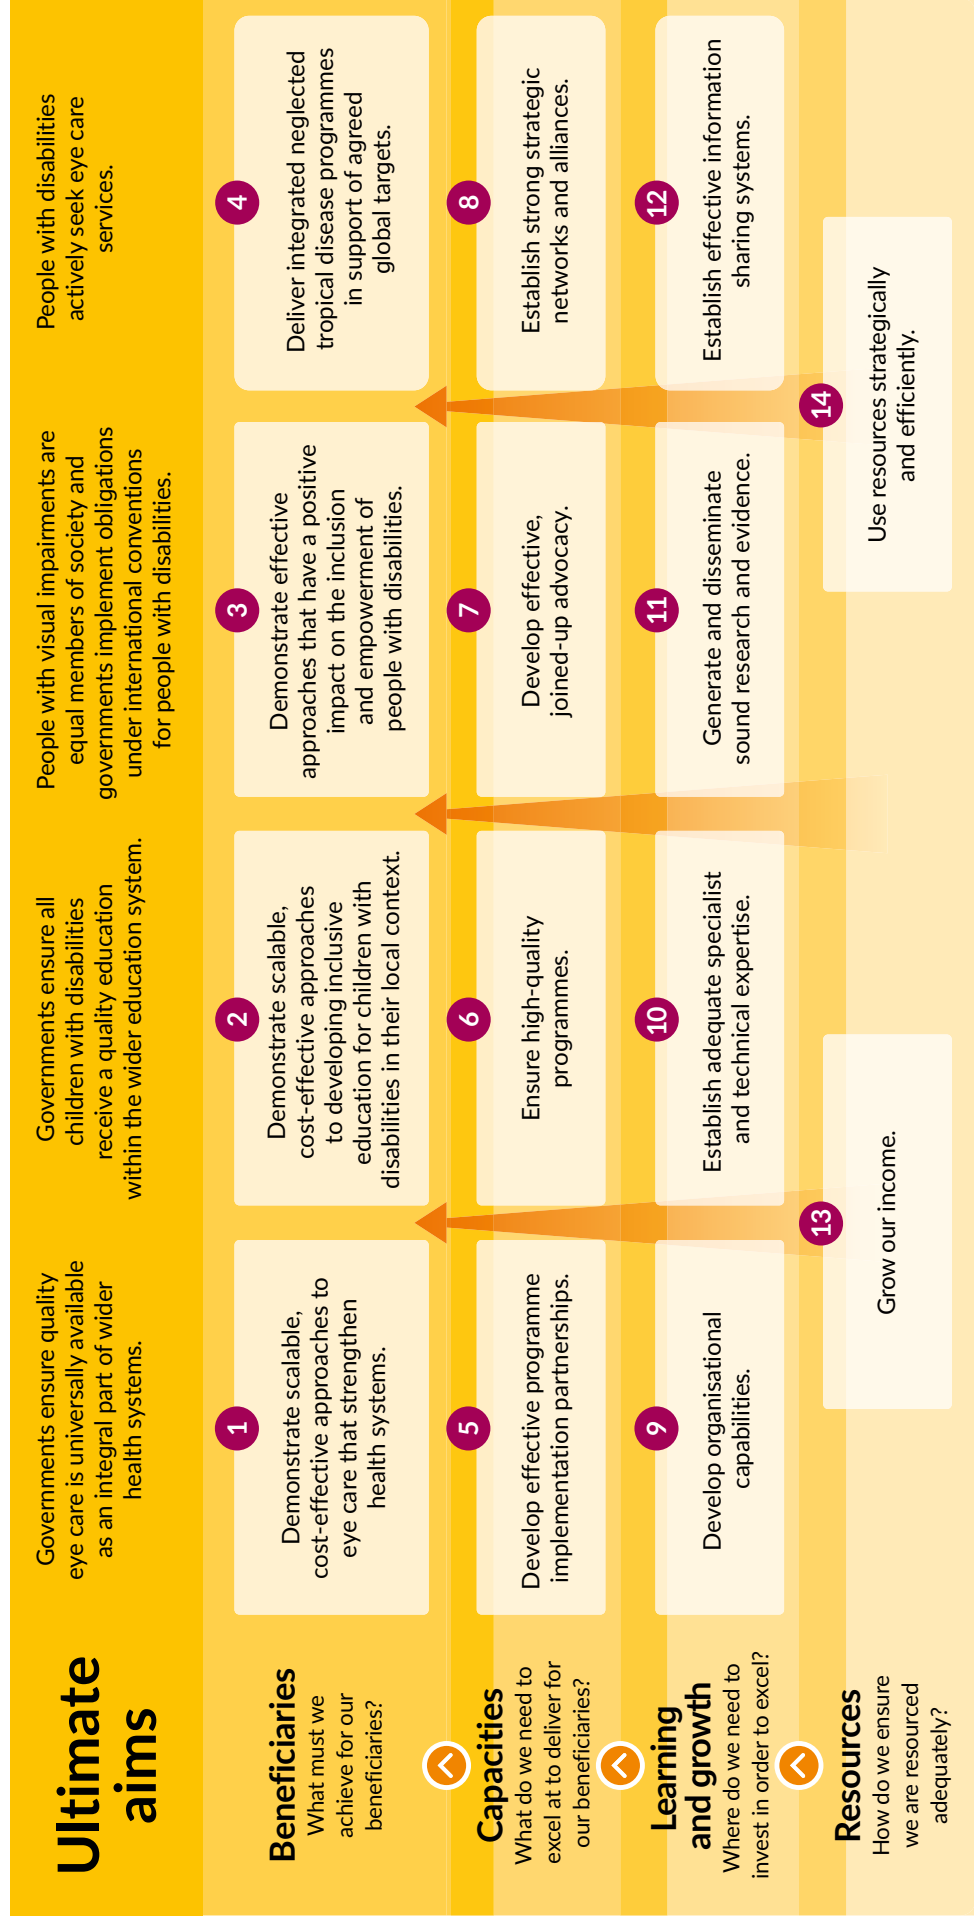 Ultimate
aims
Governments ensure quality
eye care is universally available
as an integral part of wider
health systems.
Governments ensure all
children with disabilities
receive a quality education
within the wider education system.
People with visual impairments are
equal members of society and
governments implement obligations
under international conventions
for people with disabilities.
People with disabilities
actively seek eye care
services.
Beneficiaries
What must we
achieve for our
beneficiaries?
1
Demonstrate scalable,
cost-effective approaches to
eye care that strengthen
health systems.
2
Demonstrate scalable,
cost-effective approaches
to developing inclusive
education for children with
disabilities in their local context.
3
Demonstrate effective
approaches that have a positive
impact on the inclusion
and empowerment of
people with disabilities.
4
Deliver integrated neglected
tropical disease programmes
in support of agreed
global targets.
Capacities
What do we need to
excel at to deliver for
our beneficiaries?
5
Develop effective programme
implementation partnerships.
6
Ensure high-quality
programmes.
7
Develop effective,
joined-up advocacy.
8
Establish strong strategic
networks and alliances.
Learning
and growth
Where do we need to
invest in order to excel?
9
Develop organisational
capabilities.
10
Establish adequate specialist
and technical expertise.
11
Generate and disseminate
sound research and evidence.
12
Establish effective information
sharing systems.
Resources
How do we ensure
we are resourced
adequately?
13
Grow our income.
14
Use resources strategically
and efficiently.